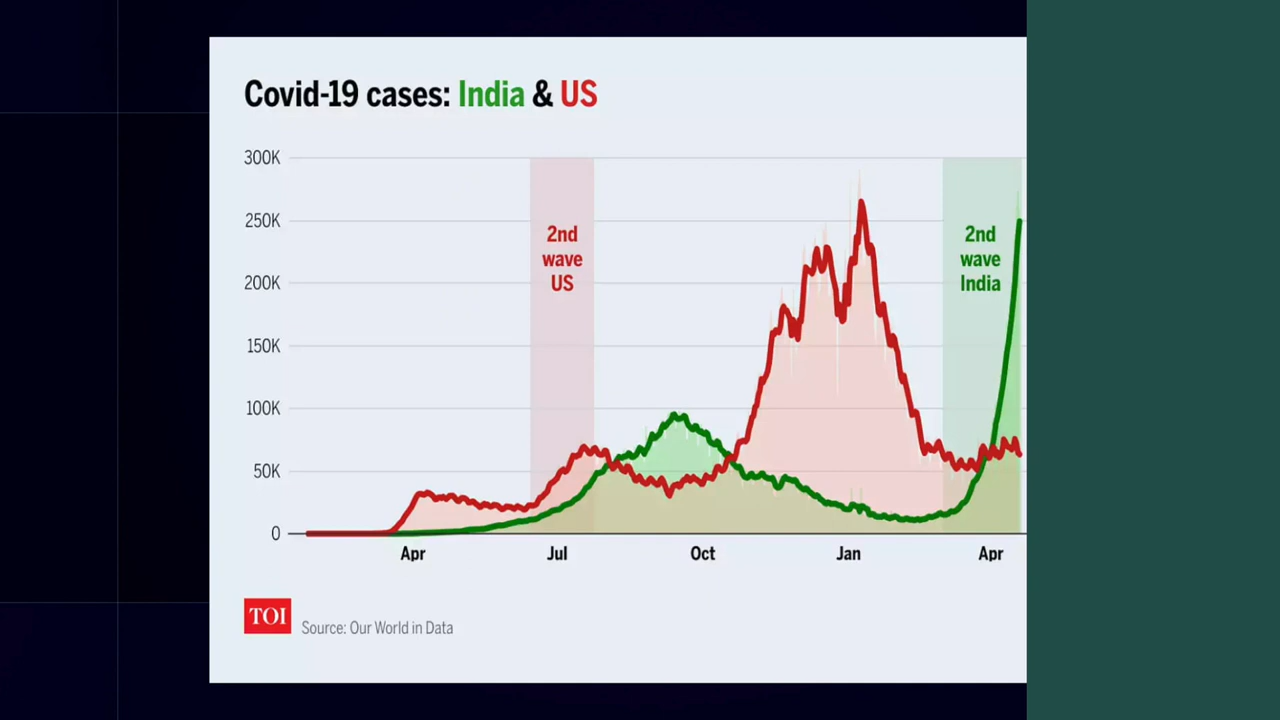 Covid-19 cases: India & US
300K
250K
200K
150K
100K
50K
0
2nd
wave
US
2nd
wave
India
Apr
Jul
Oct
Jan
Apr
TOI
Source: Our World in Data